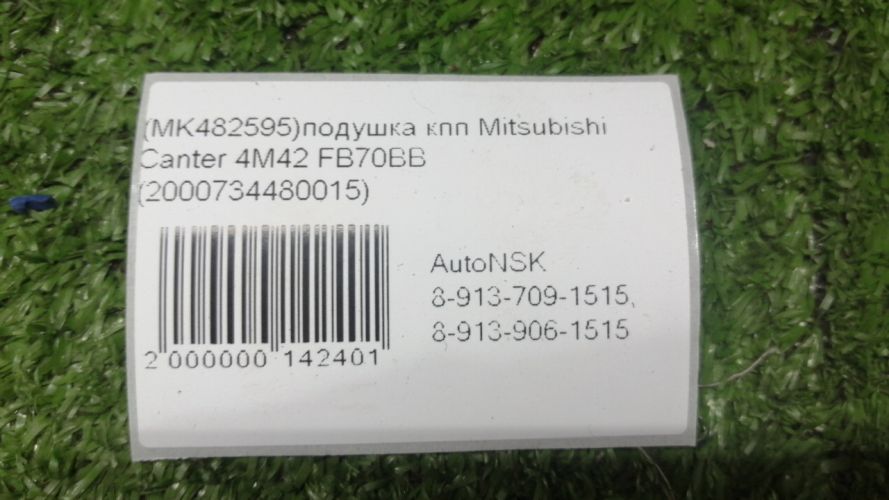 (MK482595)подушка кпп Mitsubishi
Canter 4M42 FB70BB
(2000734480015)
AutoNSK
8-913-709-1515,
8-913-906-1515
2 000000 142401